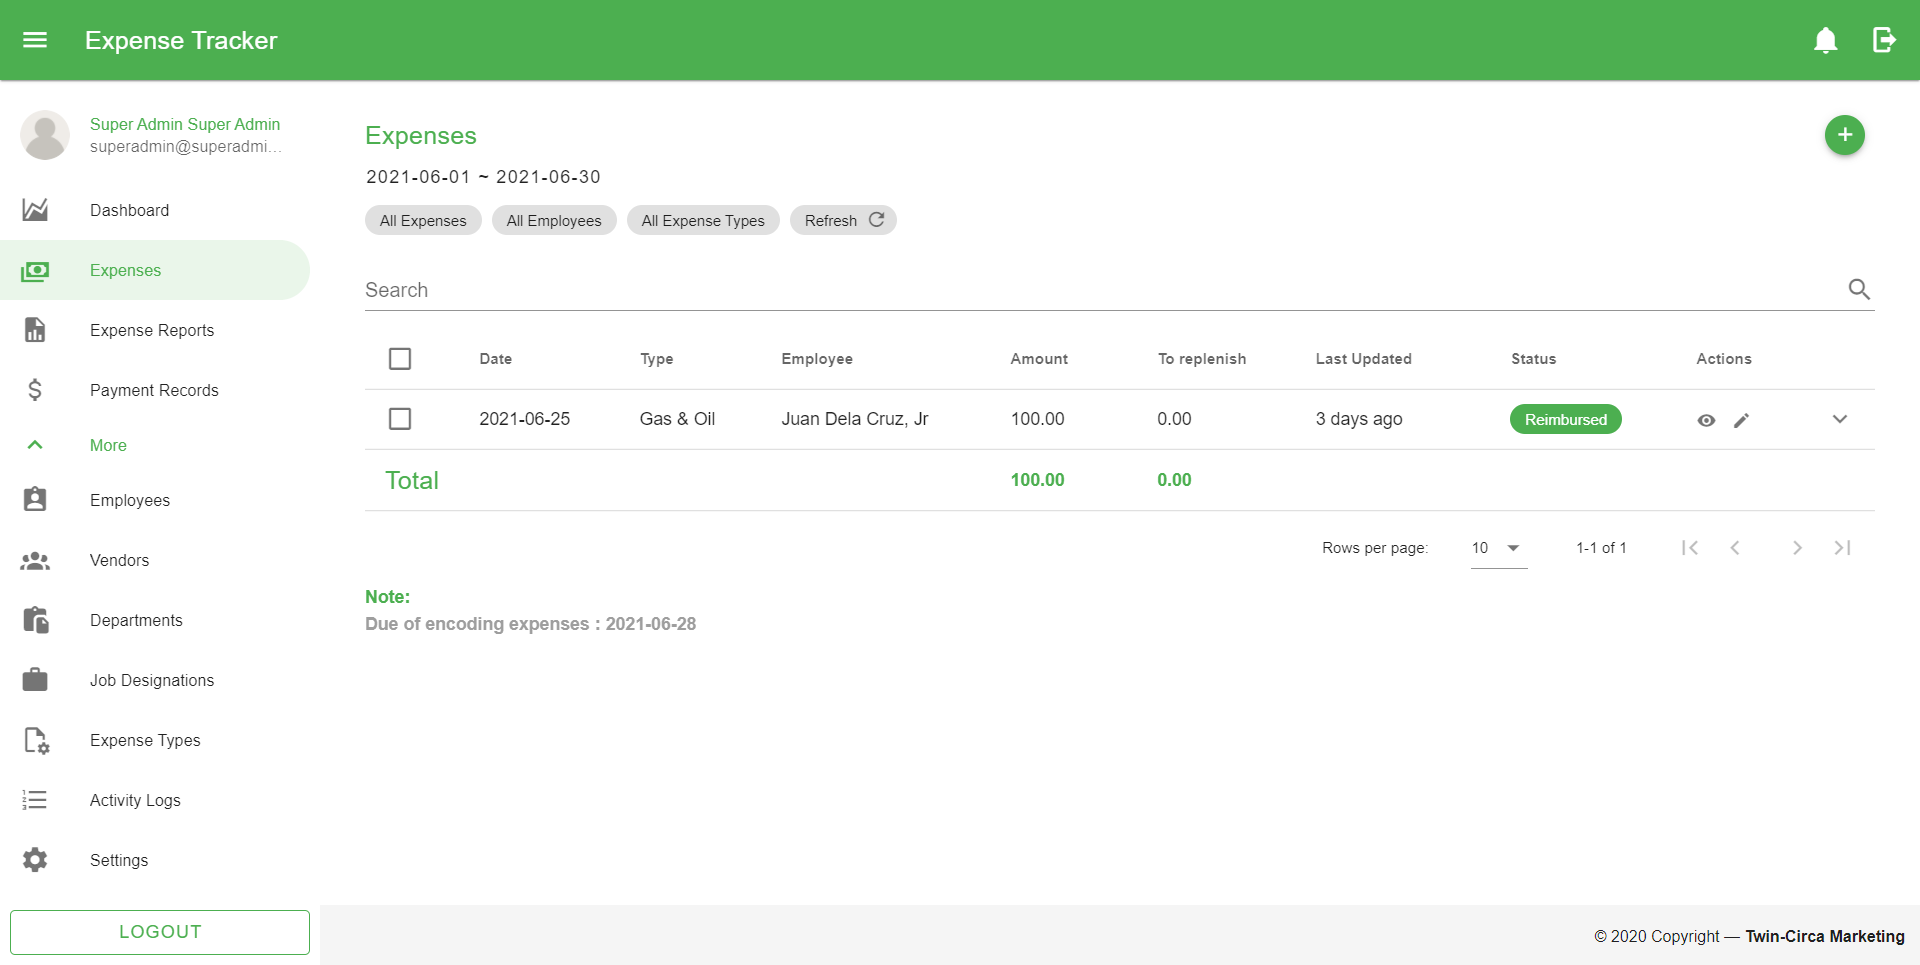 Expense Tracker
Super Admin Super Admin
superadmin@superadmi...
Dashboard
Expenses
Expense Reports
Payment Records
More
Employees
Vendors
Departments
Job Designations
Expense Types
Activity Logs
Settings
LOGOUT
Expenses
2021-06-01 ~ 2021-06-30
All Expenses All Employees All Expense Types Refresh
Search
Date Type Employee Amount To replenish Last Updated Status Actions
2021-06-25 Gas & Oil Juan Dela Cruz, Jr 100.00 0.00 3 days ago Reimbursed
Total 100.00 0.00
Rows per page: 10 1-1 of 1
Note:
Due of encoding expenses : 2021-06-28
© 2020 Copyright — Twin-Circa Marketing